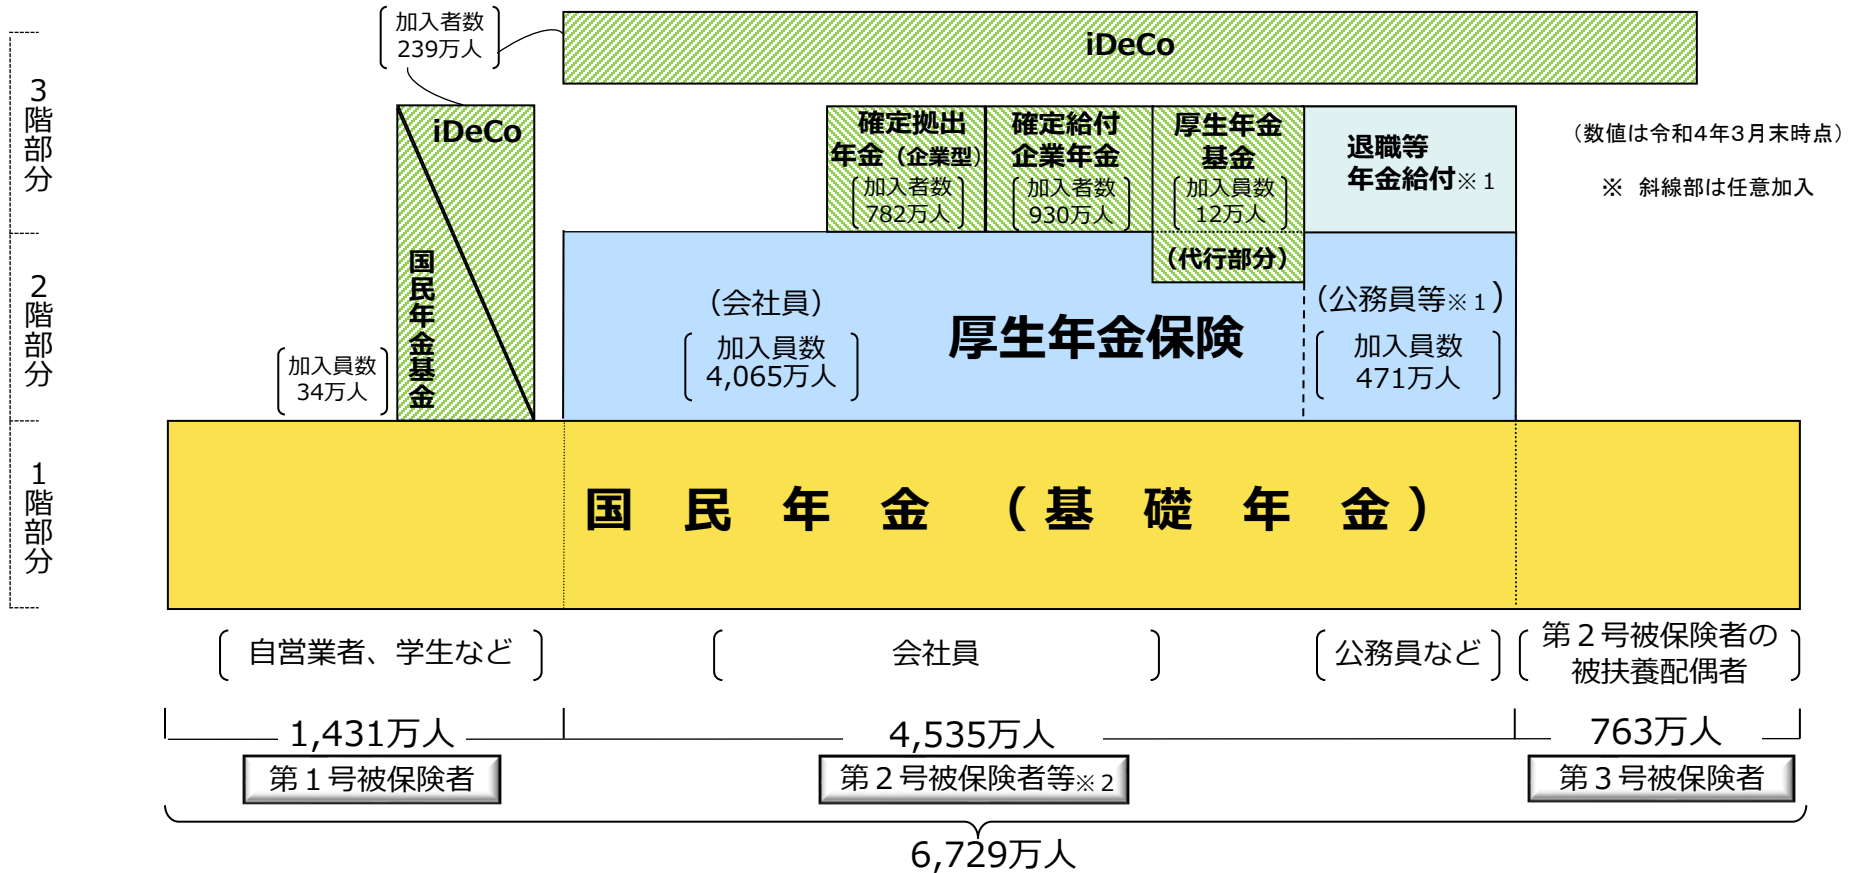 加入者数
239万人
iDeCo
3階部分
iDeCo
国民年金基金
加入員数
34万人
確定拠出
年金（企業型）
加入者数
782万人
確定給付
企業年金
加入者数
930万人
厚生年金
基金
加入員数
12万人
（代行部分）
退職等
年金給付※１
（数値は令和4年3月末時点）
※　斜線部は任意加入
2階部分
（会社員）
加入員数
4,065万人
厚生年金保険
（公務員等※１）
加入員数
471万人
1階部分
国民年金（基礎年金）
自営業者、学生など
会社員
公務員など
第２号被保険者の
被扶養配偶者
1,431万人
4,535万人
763万人
第１号被保険者
第２号被保険者等※２
第３号被保険者
6,729万人